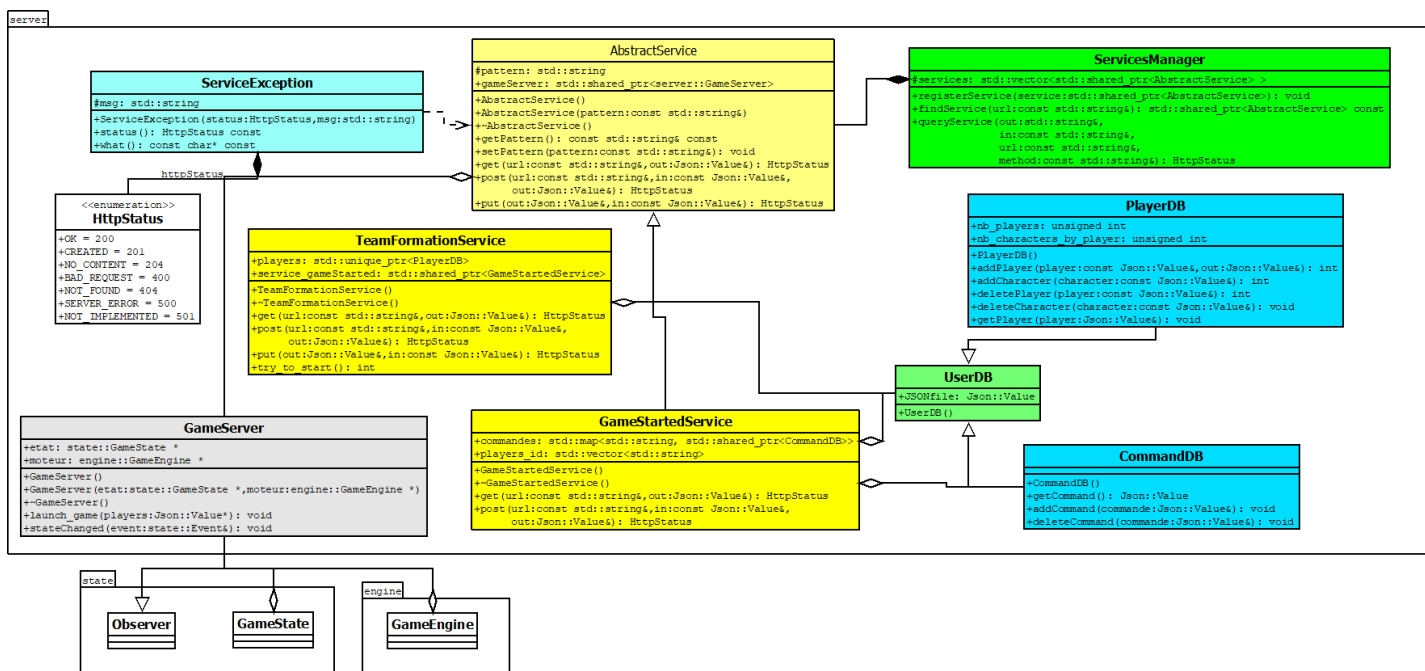 server
AbstractService
#pattern: std::string
+gameServer: std::shared_ptr<server::GameServer>
+AbstractService()
+AbstractService(pattern:const std::string&)
+~AbstractService()
+getPattern(): const std::string& const
+setPattern(pattern:const std::string&): void
+get(url:const std::string&,out:Json::Value&): HttpStatus
+post(url:const std::string&,in:const Json::Value&,
out:Json::Value&): HttpStatus
+put(out:Json::Value&,in:const Json::Value&): HttpStatus
ServicesManager
#services: std::vector<std::shared_ptr<AbstractService> >
+registerService(service:std::shared_ptr<AbstractService>): void
+findService(url:const std::string&): std::shared_ptr<AbstractService> const
+queryService(out:std::string&,
in:const std::string&,
url:const std::string&,
method:const std::string&): HttpStatus
ServiceException
#msg: std::string
+ServiceException(status:HttpStatus,msg:std::string)
+status(): HttpStatus const
+what(): const char* const
httpStatus
<<enumeration>>
HttpStatus
+OK = 200
+CREATED = 201
+NO_CONTENT = 204
+BAD_REQUEST = 400
+NOT_FOUND = 404
+SERVER_ERROR = 500
+NOT_IMPLEMENTED = 501
TeamFormationService
+players: std::unique_ptr<PlayerDB>
+service_gameStarted: std::shared_ptr<GameStartedService>
+TeamFormationService()
+~TeamFormationService()
+get(url:const std::string&,out:Json::Value&): HttpStatus
+post(url:const std::string&,in:const Json::Value&,
out:Json::Value&): HttpStatus
+put(out:Json::Value&,in:const Json::Value&): HttpStatus
+try_to_start(): int
PlayerDB
+nb_players: unsigned int
+nb_characters_by_player: unsigned int
+PlayerDB()
+addPlayer(player:const Json::Value&,out:Json::Value&): int
+addCharacter(character:const Json::Value&): int
+deletePlayer(player:const Json::Value&): int
+deleteCharacter(character:const Json::Value&): void
+getPlayer(player:Json::Value&): void
UserDB
+JSONfile: Json::Value
+UserDB()
GameServer
+etat: state::GameState *
+moteur: engine::GameEngine *
+GameServer()
+GameServer(etat:state::GameState *,moteur:engine::GameEngine *)
+~GameServer()
+launch_game(players:Json::Value*): void
+stateChanged(event:state::Event&): void
GameStartedService
+commandes: std::map<std::string, std::shared_ptr<CommandDB>>
+players_id: std::vector<std::string>
+GameStartedService()
+~GameStartedService()
+get(url:const std::string&,out:Json::Value&): HttpStatus
+post(url:const std::string&,in:const Json::Value&,
out:Json::Value&): HttpStatus
CommandDB
+CommandDB()
+getCommand(): Json::Value
+addCommand(commande:Json::Value&): void
+deleteCommand(commande:Json::Value&): void
state
Observer
GameState
engine
GameEngine